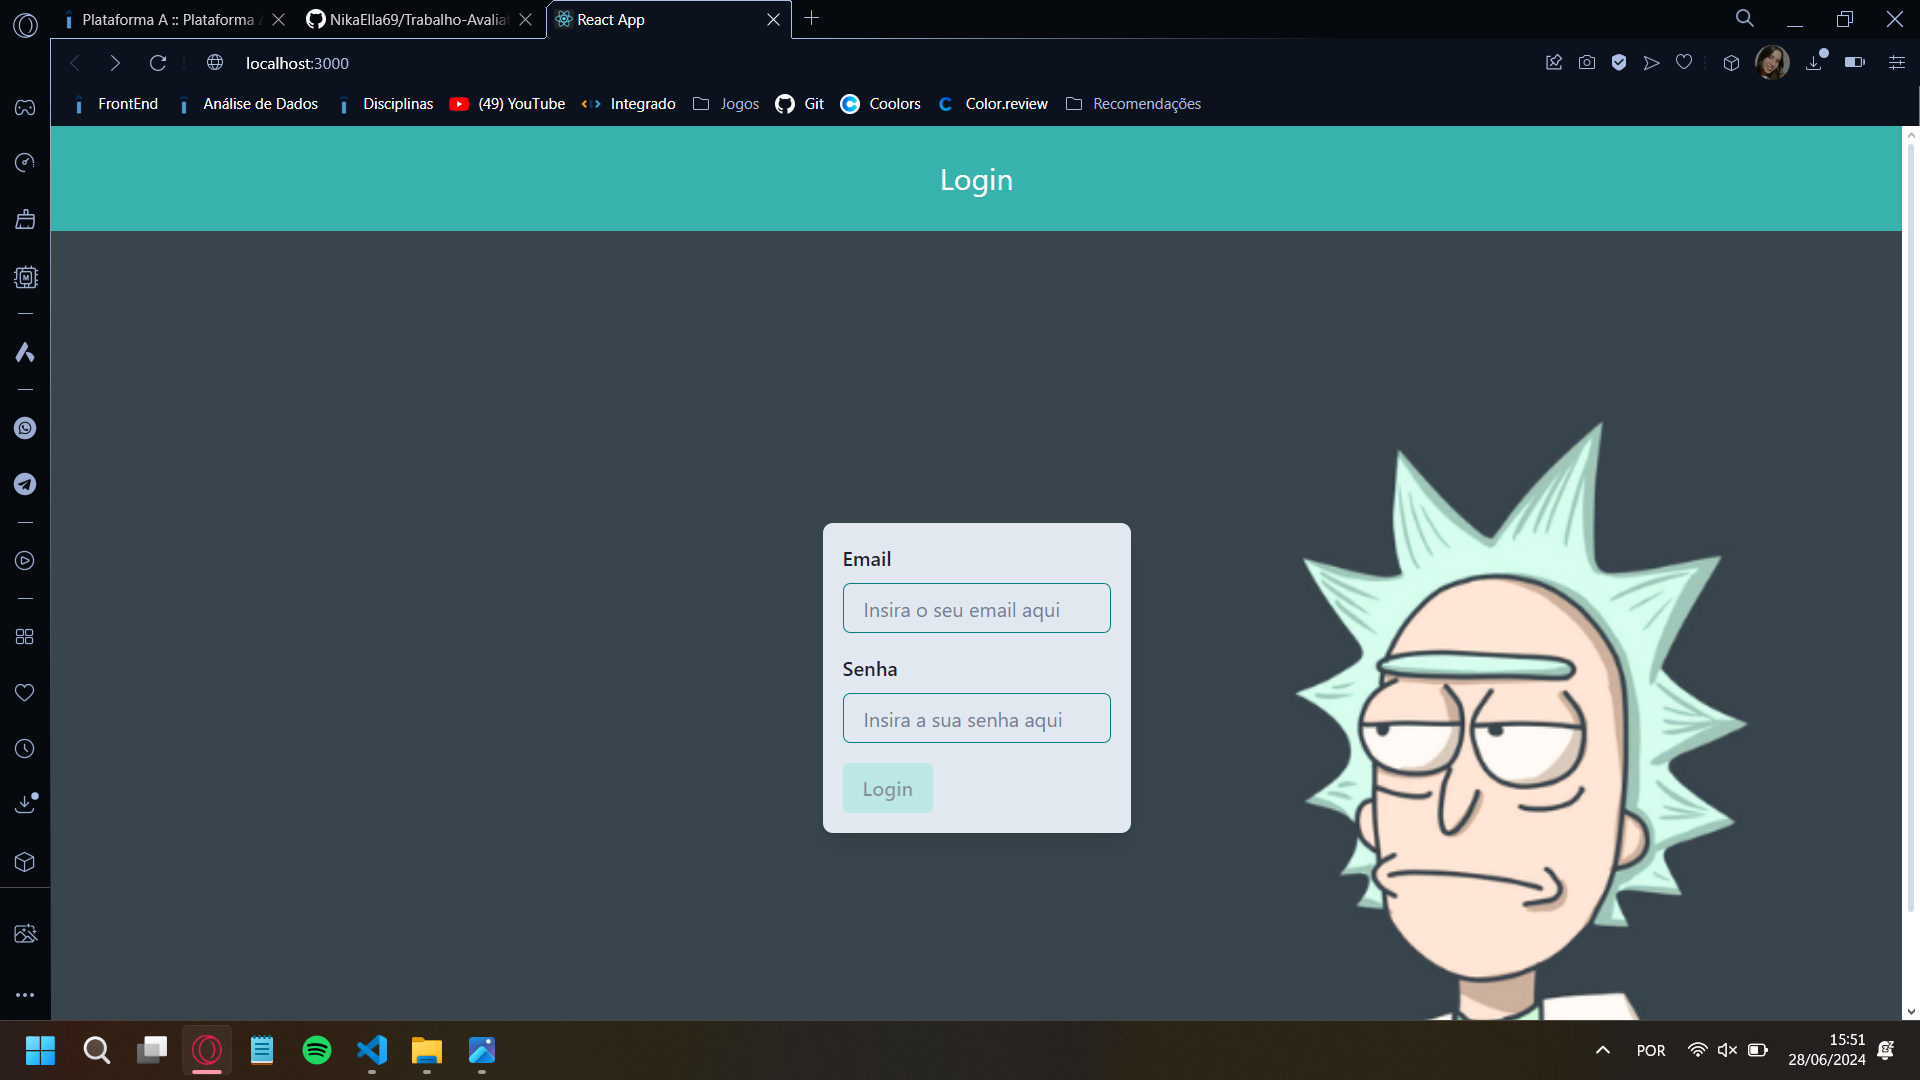 Plataforma A :: Plataforma A
NikaElla69/Trabalho-Avaliat
React App
localhost:3000
FrontEnd
Análise de Dados
Disciplinas
(49) YouTube
Integrado
Jogos
Git
Coolors
Color.review
Recomendações
Login
Email
Insira o seu email aqui
Senha
Insira a sua senha aqui
Login
POR
15:51
28/06/2024